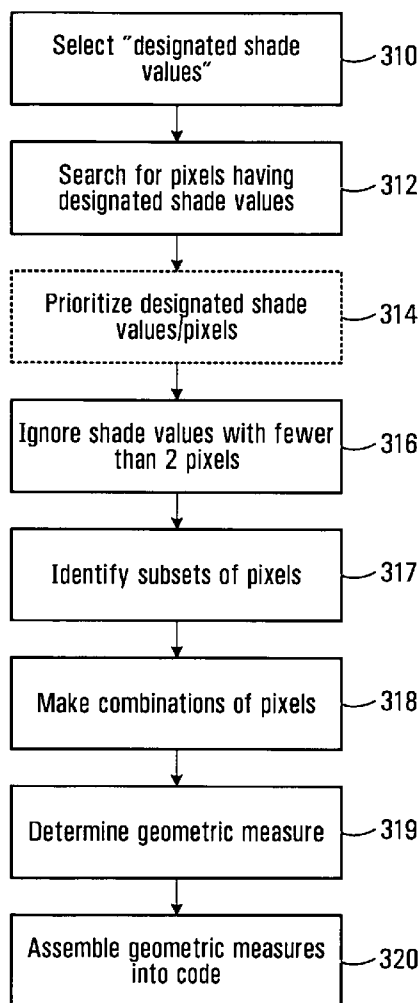 Select "designated shade
values"
310
Search for pixels having
designated shade values
312
Prioritize designated shade
values/pixels
314
Ignore shade values with fewer
than 2 pixels
316
Identify subsets of pixels
317
Make combinations of pixels
318
Determine geometric measure
319
Assemble geometric measures
into code
320